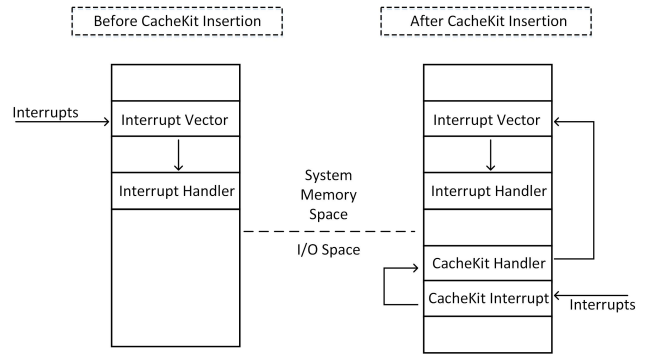 Before CacheKit Insertion
After CacheKit Insertion
Interrupts
Interrupt Vector
Interrupt Handler
System
Memory
Space
I/O Space
Interrupt Vector
Interrupt Handler
CacheKit Handler
CacheKit Interrupt
Interrupts